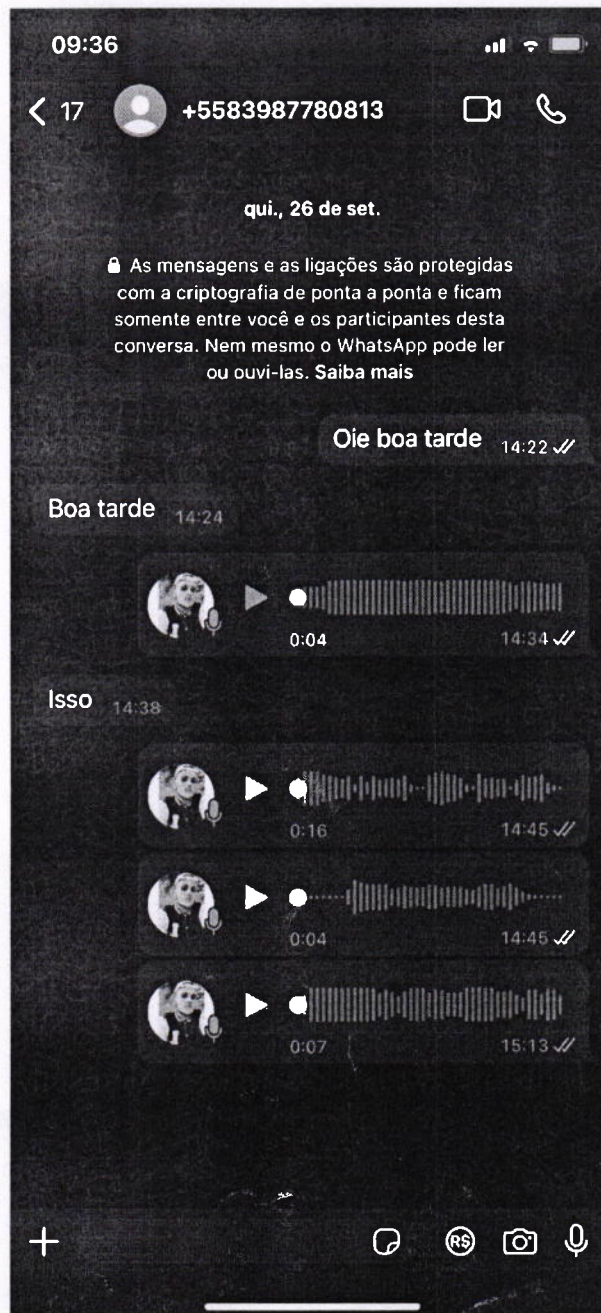 09:36
17 +5583987780813
qui., 26 de set.
As mensagens e as ligações são protegidas
com a criptografia de ponta a ponta e ficam
somente entre você e os participantes desta
conversa. Nem mesmo o WhatsApp pode ler
ou ouvi-las. Saiba mais
Oie boa tarde 14:22
Boa tarde 14:24
0:04 14:34
Isso 14:38
0:16 14:45
0:04 14:45
0:07 15:13
R$